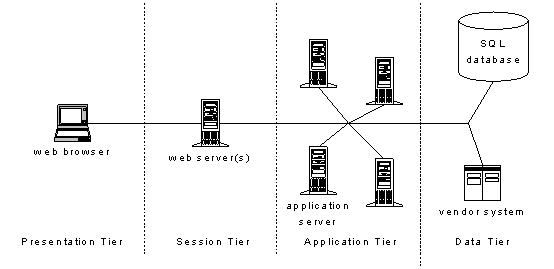 SQL
database
web browser
web server(s)
application
server
vendor system
Presentation Tier
Session Tier
Application Tier
Data Tier